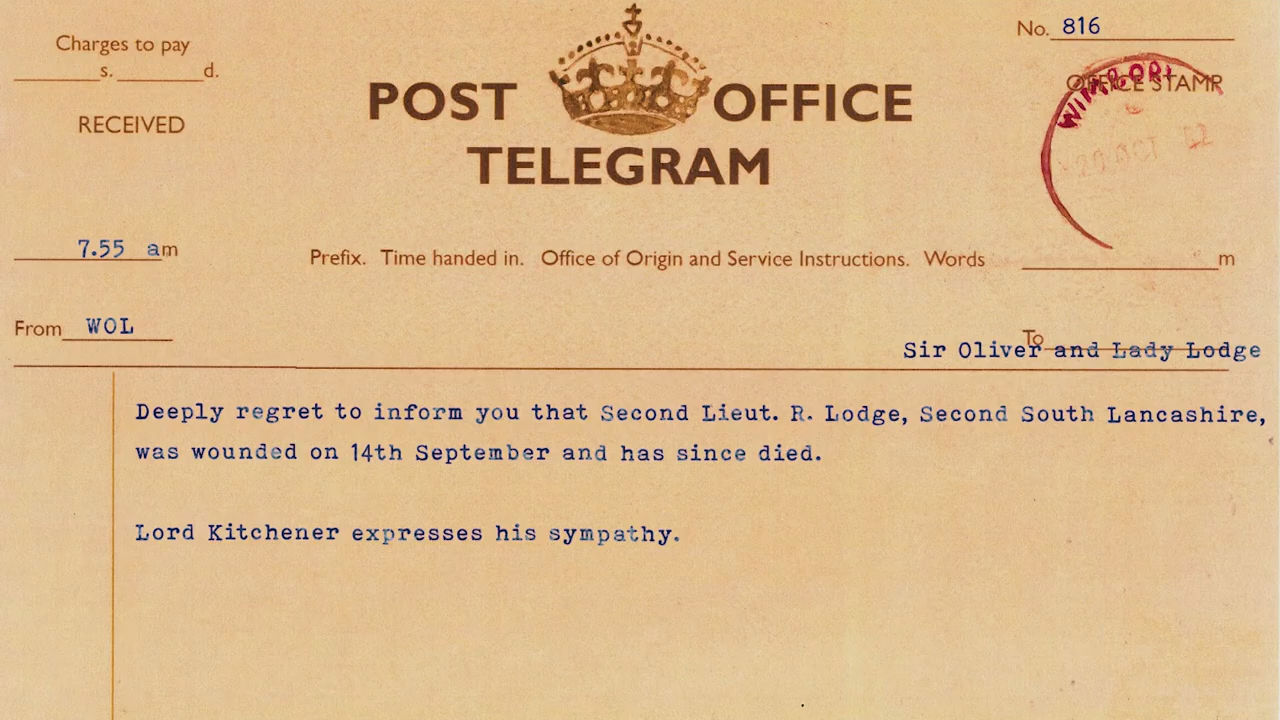 Charges to pay
s. d.
RECEIVED
POST OFFICE
TELEGRAM
No. 816
OFFICE STAMP
20 OCT 52
7.55 am
Prefix. Time handed in. Office of Origin and Service Instructions. Words
m
From WOL
To
Sir Oliver and Lady Lodge
Deeply regret to inform you that Second Lieut. R. Lodge, Second South Lancashire,
was wounded on 14th September and has since died.
Lord Kitchener expresses his sympathy.